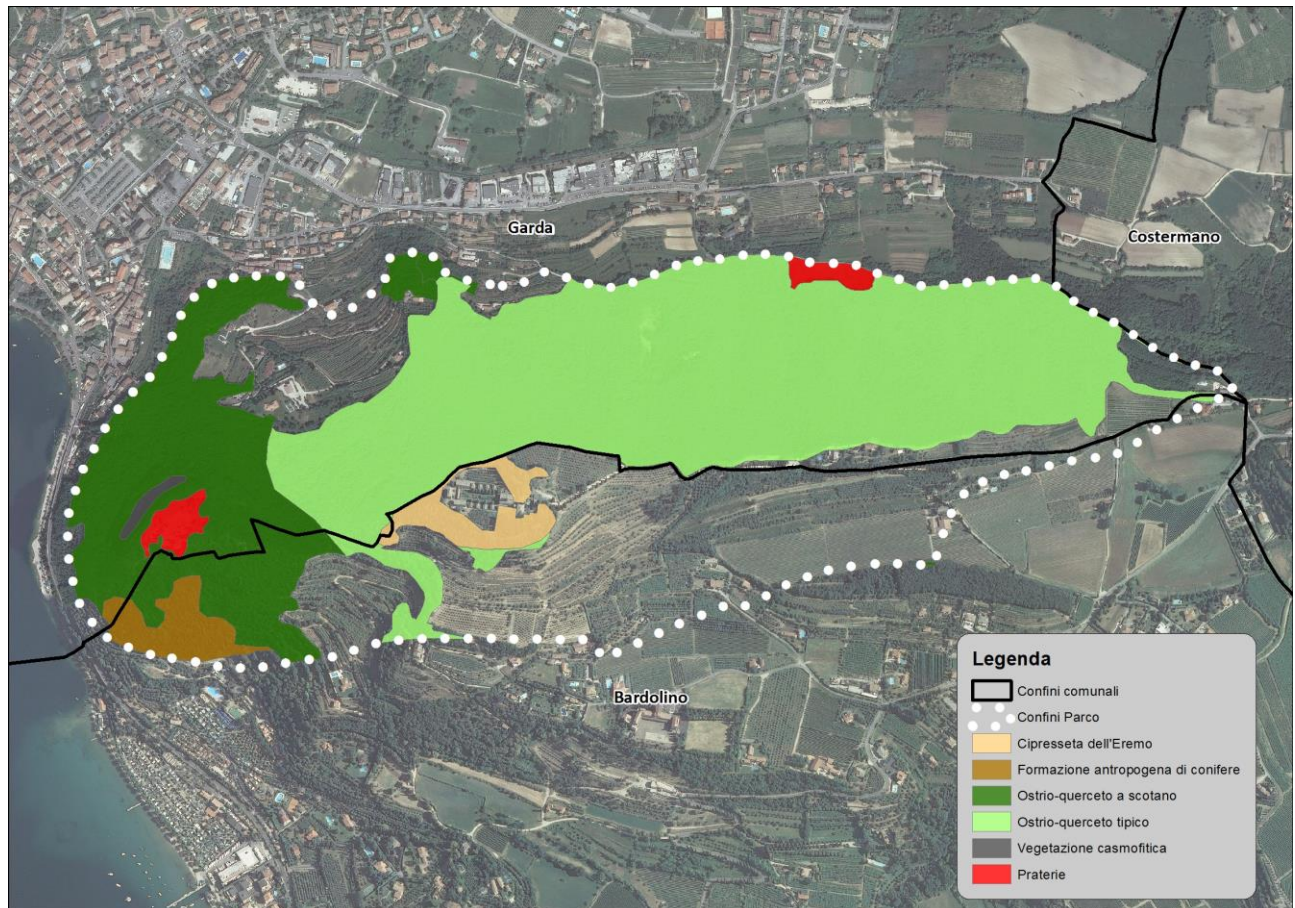 Garda
Costermano
Bardolino
Legenda
Confini comunali
Confini Parco
Cipresseta dell'Eremo
Formazione antropogena di conifere
Ostrio-querceto a scotano
Ostrio-querceto tipico
Vegetazione casmofitica
Praterie